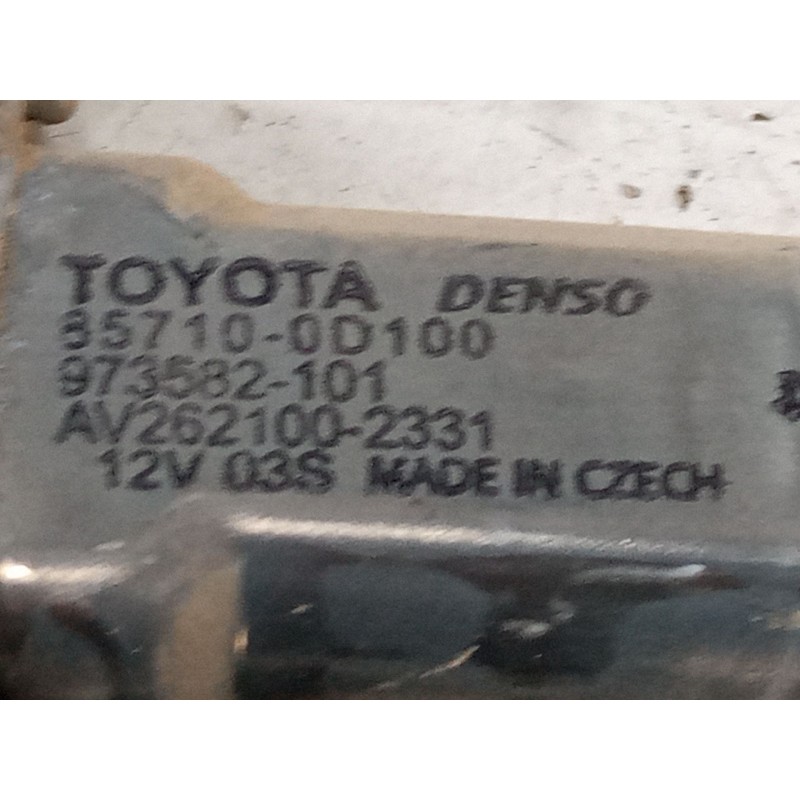 TOYOTA DENSO
85710-0D100
973582-101
AV262100-2331
12V 03S MADE IN CZECH